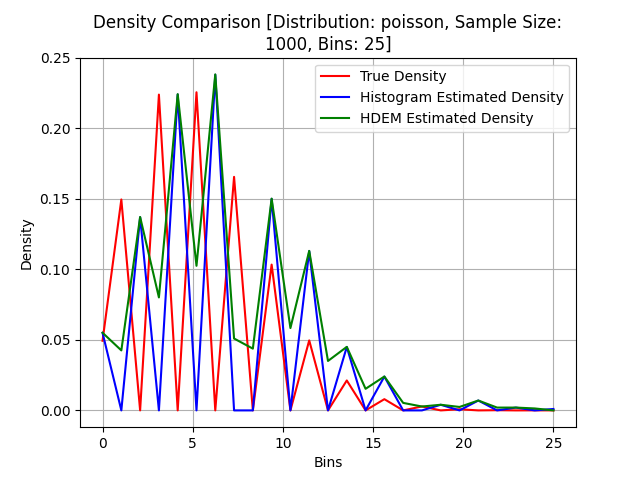 Density Comparison [Distribution: poisson, Sample Size:
1000, Bins: 25]
True Density
Histogram Estimated Density
HDEM Estimated Density
Density
0.25
0.20
0.15
0.10
0.05
0.00
0 5 10 15 20 25
Bins